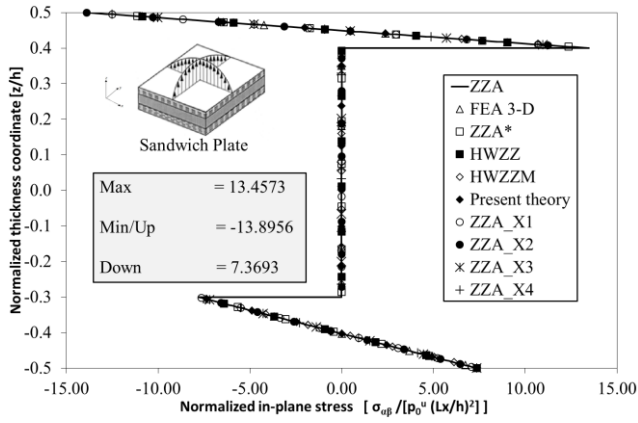 Normalized thickness coordinate [z/h]
0.5
0.4
0.3
0.2
0.1
0.0
-0.1
-0.2
-0.3
-0.4
-0.5
Sandwich Plate
Max = 13.4573
Min/Up = -13.8956
Down = 7.3693
ZZA
FEA 3-D
ZZA*
HWZZ
HWZZM
Present theory
ZZA_X1
ZZA_X2
ZZA_X3
ZZA_X4
-15.00 -10.00 -5.00 0.00 5.00 10.00 15.00
Normalized in-plane stress [ σαβ /[p₀ᵘ (Lx/h)²] ]